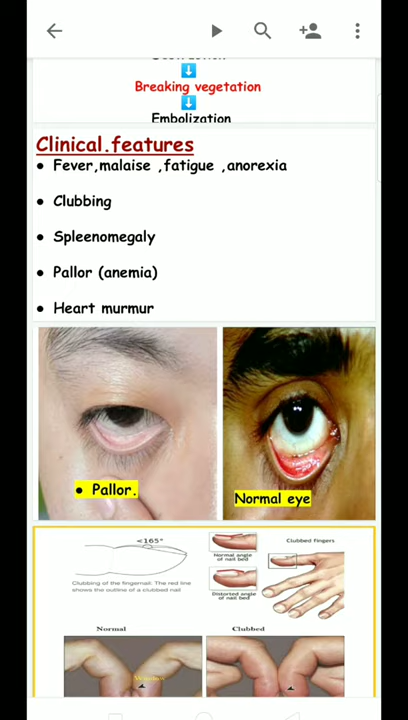 Breaking vegetation
Embolization
Clinical.features
● Fever,malaise ,fatigue ,anorexia
● Clubbing
● Spleenomegaly
● Pallor (anemia)
● Heart murmur
● Pallor.
Normal eye
<165°
Clubbing of the fingernail. The red line
shows the outline of a clubbed nail
Normal angle
of nail bed
Distorted angle
of nail bed
Clubbed fingers
Normal
Clubbed